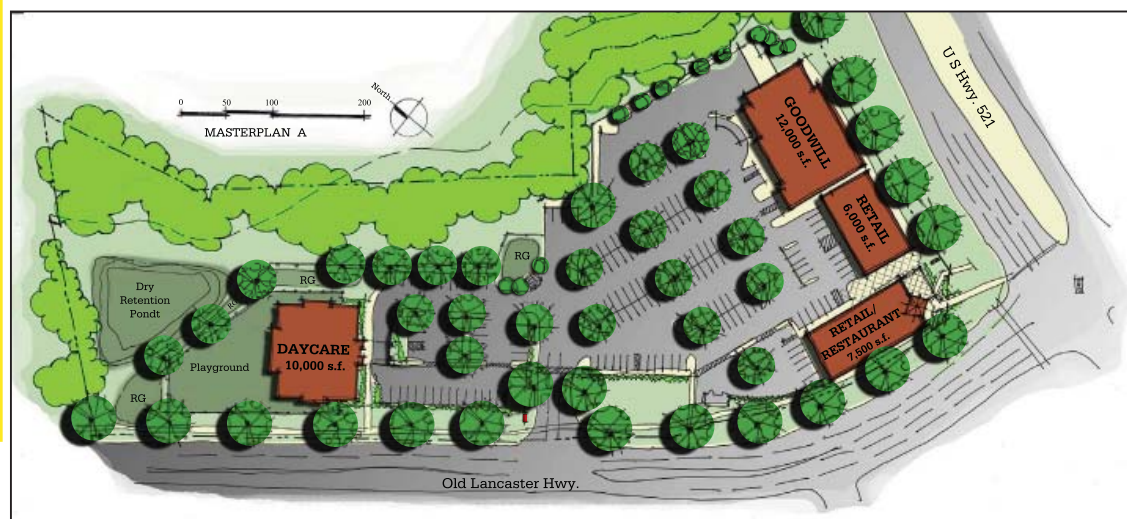 0 50 100 200
MASTERPLAN A
North
U S Hwy. 521
GOODWILL
12,000 s.f.
RETAIL
6,000 s.f.
RETAIL/
RESTAURANT
7,500 s.f.
RG
RG
RG
Dry
Retention
Pondt
Playground
DAYCARE
10,000 s.f.
RG
Old Lancaster Hwy.